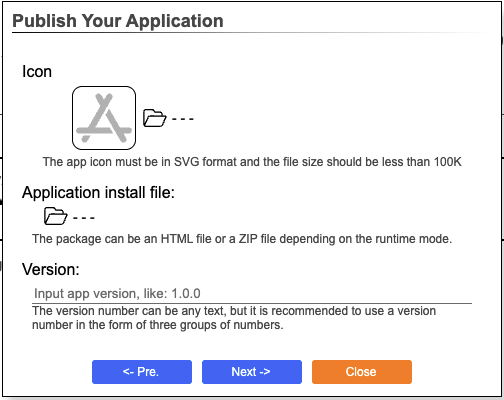 Publish Your Application
Icon
---
The app icon must be in SVG format and the file size should be less than 100K
Application install file:
---
The package can be an HTML file or a ZIP file depending on the runtime mode.
Version:
Input app version, like: 1.0.0
The version number can be any text, but it is recommended to use a version
number in the form of three groups of numbers.
<- Pre. Next -> Close